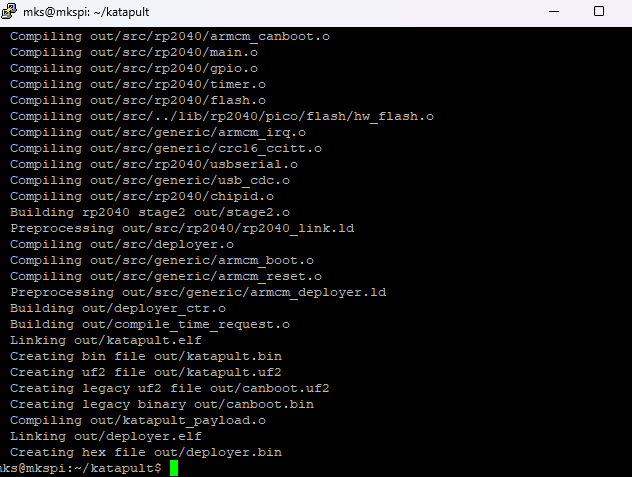 mks@mkspi: ~/katapult
Compiling out/src/rp2040/armcm_canboot.o
Compiling out/src/rp2040/main.o
Compiling out/src/rp2040/gpio.o
Compiling out/src/rp2040/timer.o
Compiling out/src/rp2040/flash.o
Compiling out/src/../lib/rp2040/pico/flash/hw_flash.o
Compiling out/src/generic/armcm_irq.o
Compiling out/src/generic/crc16_ccitt.o
Compiling out/src/rp2040/usbserial.o
Compiling out/src/generic/usb_cdc.o
Compiling out/src/rp2040/chipid.o
Building rp2040 stage2 out/stage2.o
Preprocessing out/src/rp2040/rp2040_link.ld
Compiling out/src/deployer.o
Compiling out/src/generic/armcm_boot.o
Compiling out/src/generic/armcm_reset.o
Preprocessing out/src/generic/armcm_deployer.ld
Building out/deployer_ctr.o
Building out/compile_time_request.o
Linking out/katapult.elf
Creating bin file out/katapult.bin
Creating uf2 file out/katapult.uf2
Creating legacy uf2 file out/canboot.uf2
Creating legacy binary out/canboot.bin
Compiling out/katapult_payload.o
Linking out/deployer.elf
Creating hex file out/deployer.bin
mks@mkspi:~/katapult$